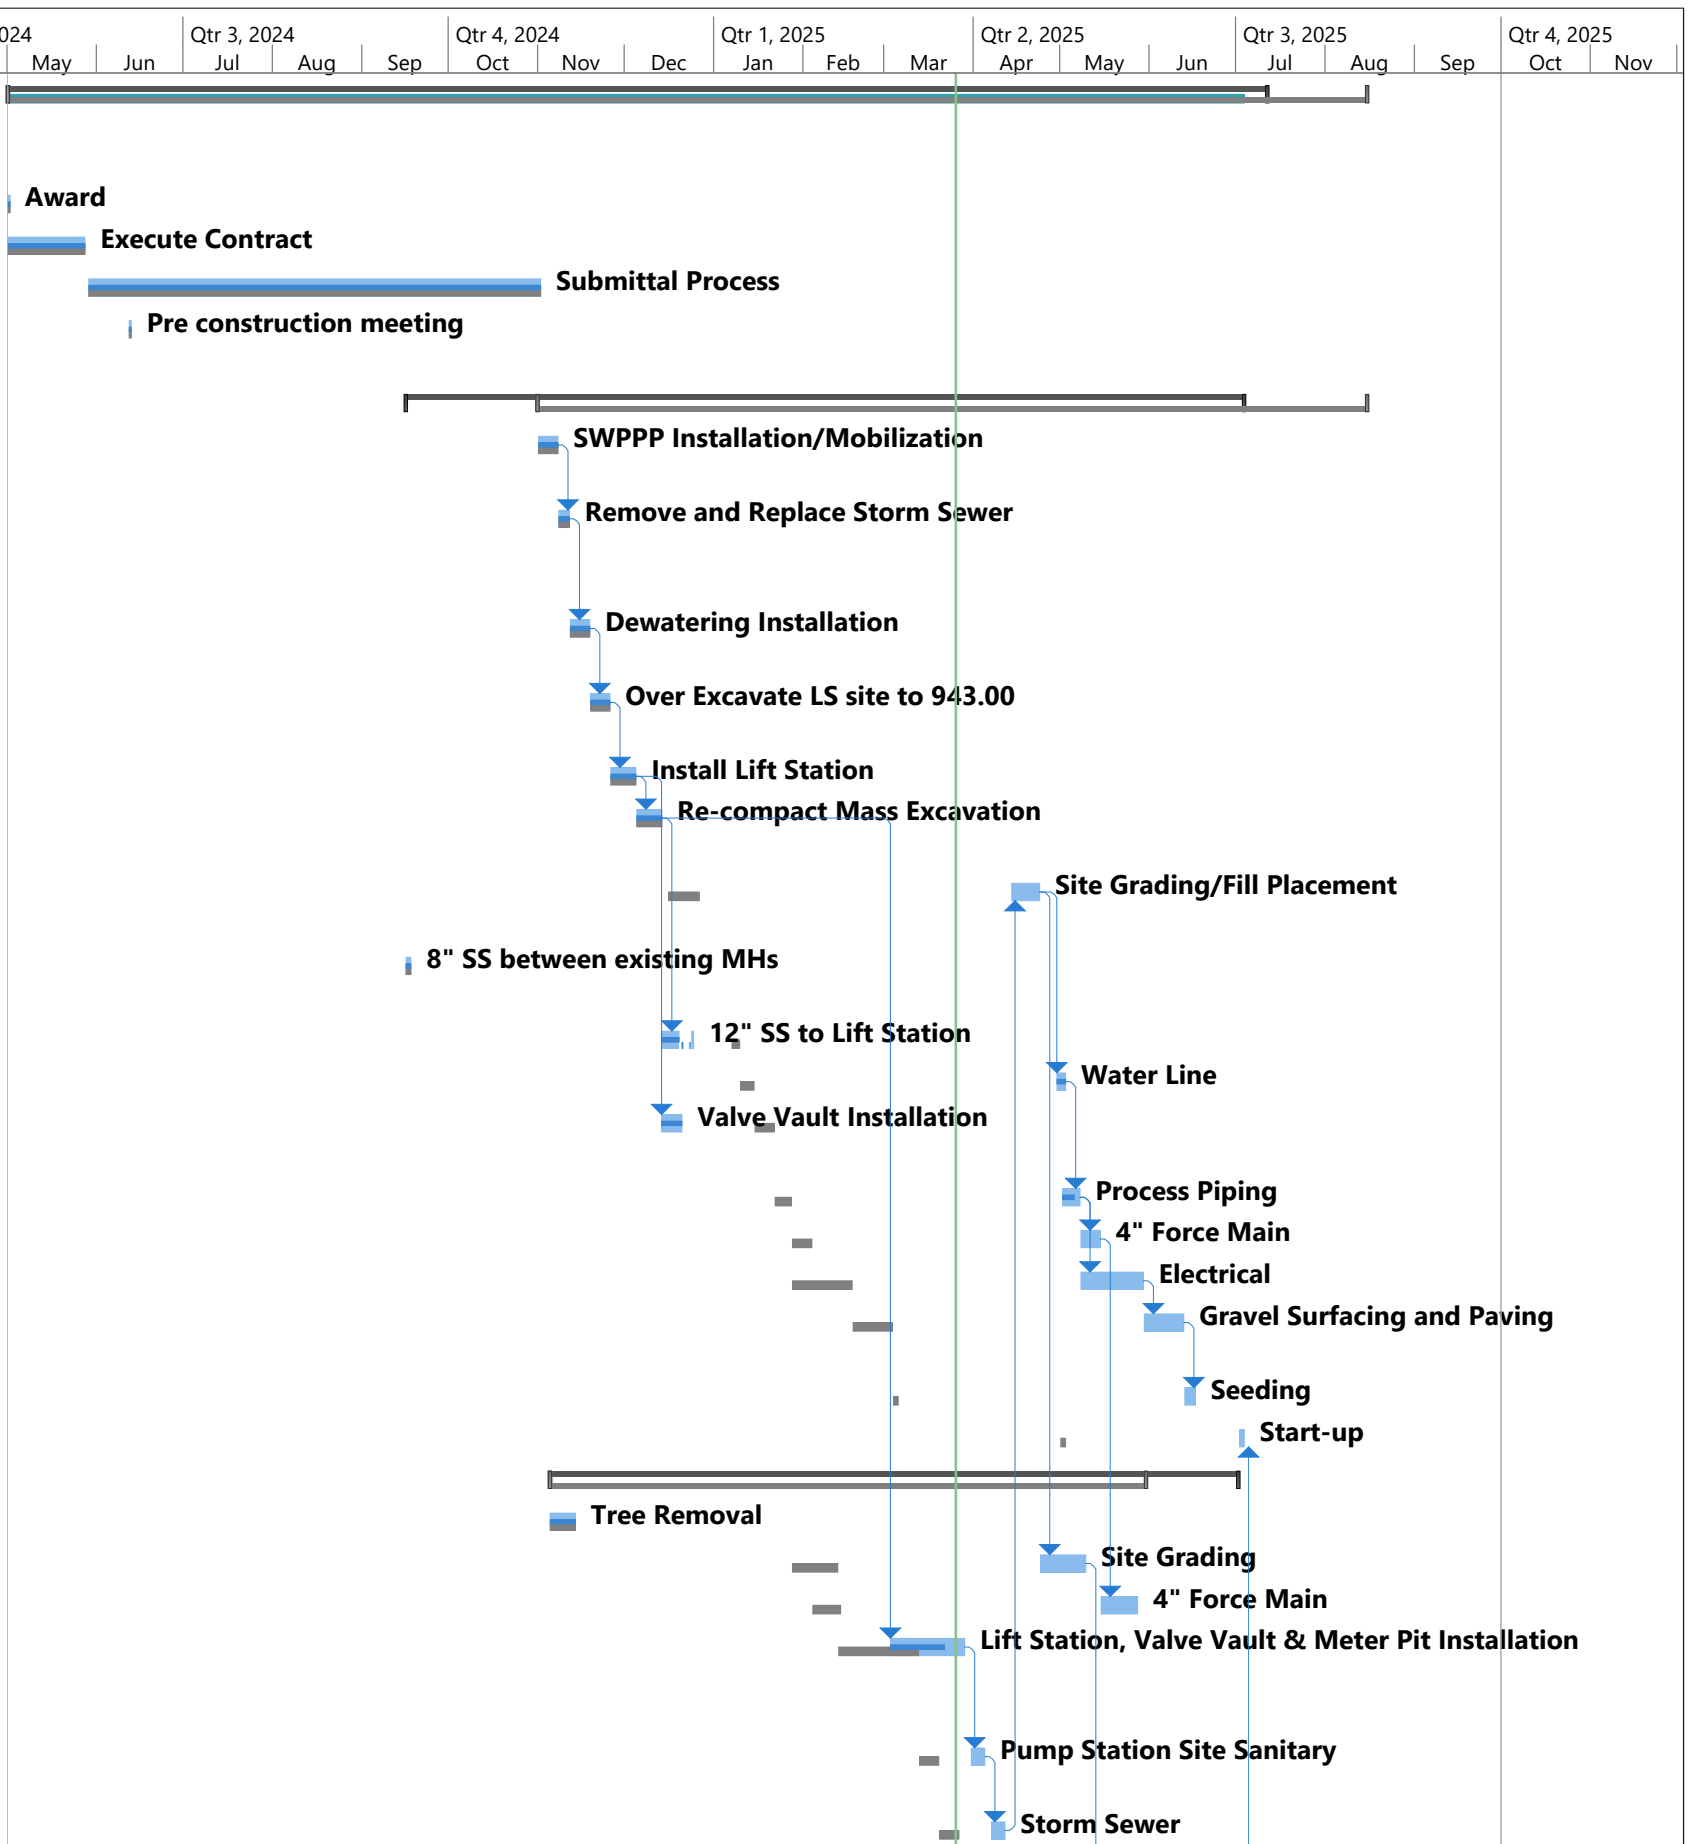 024 Qtr 3, 2024 Qtr 4, 2024 Qtr 1, 2025 Qtr 2, 2025 Qtr 3, 2025 Qtr 4, 2025
May Jun Jul Aug Sep Oct Nov Dec Jan Feb Mar Apr May Jun Jul Aug Sep Oct Nov
Award
Execute Contract
Submittal Process
Pre construction meeting
SWPPP Installation/Mobilization
Remove and Replace Storm Sewer
Dewatering Installation
Over Excavate LS site to 943.00
Install Lift Station
Re-compact Mass Excavation
Site Grading/Fill Placement
8" SS between existing MHs
12" SS to Lift Station
Water Line
Valve Vault Installation
Process Piping
4" Force Main
Electrical
Gravel Surfacing and Paving
Seeding
Start-up
Tree Removal
Site Grading
4" Force Main
Lift Station, Valve Vault & Meter Pit Installation
Pump Station Site Sanitary
Storm Sewer